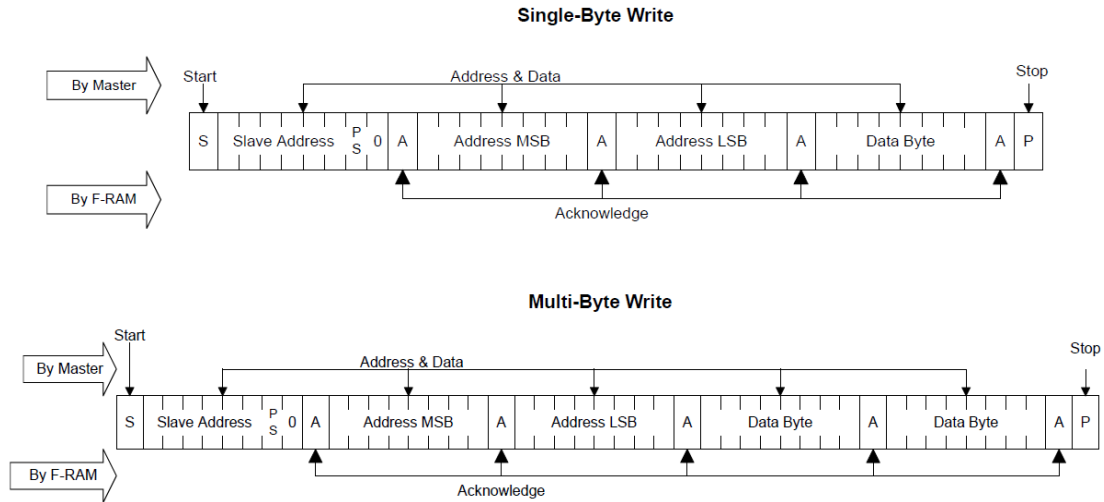 Single-Byte Write
By Master
Start
Address & Data
Stop
S Slave Address PS 0 A Address MSB A Address LSB A Data Byte A P
By F-RAM
Acknowledge
Multi-Byte Write
Start
By Master
Address & Data
Stop
S Slave Address PS 0 A Address MSB A Address LSB A Data Byte A Data Byte A P
By F-RAM
Acknowledge